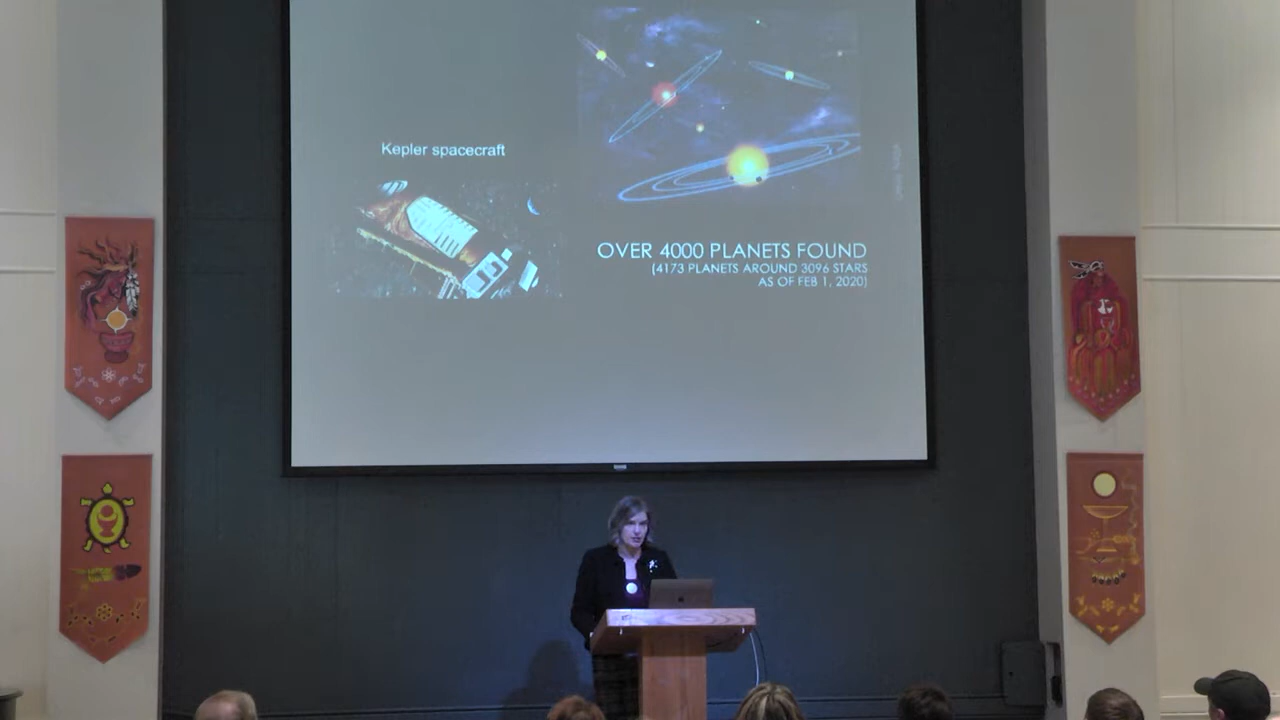 Kepler spacecraft
OVER 4000 PLANETS FOUND
(4173 PLANETS AROUND 3096 STARS
AS OF FEB 1, 2020)